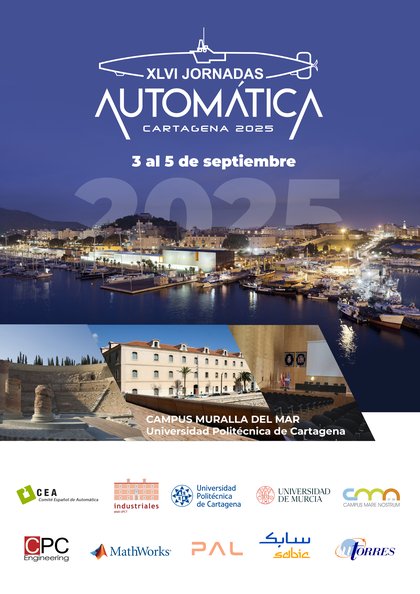 XLVI JORNADAS
AUTOMÁTICA
CARTAGENA 2025
3 al 5 de septiembre
2025
CAMPUS MURALLA DEL MAR
Universidad Politécnica de Cartagena
CEA
Comité Español de Automática
industriales
Universidad
Politécnica
de Cartagena
UNIVERSIDAD
DE MURCIA
cmn
CAMPUS MARE NOSTRUM
CPC
Engineering
MathWorks®
PAL
سابك
sabic
MTORRES